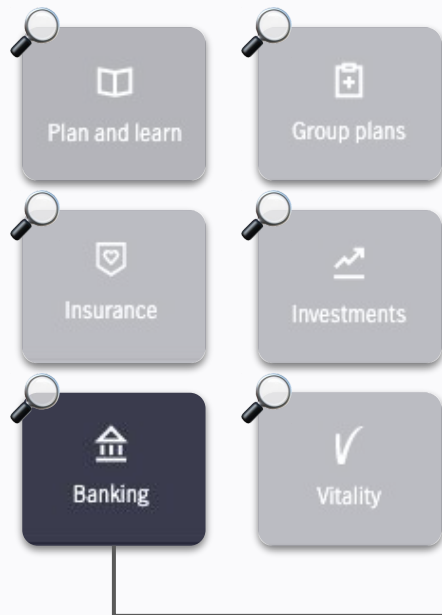 Plan and learn
Group plans
Insurance
Investments
Banking
Vitality